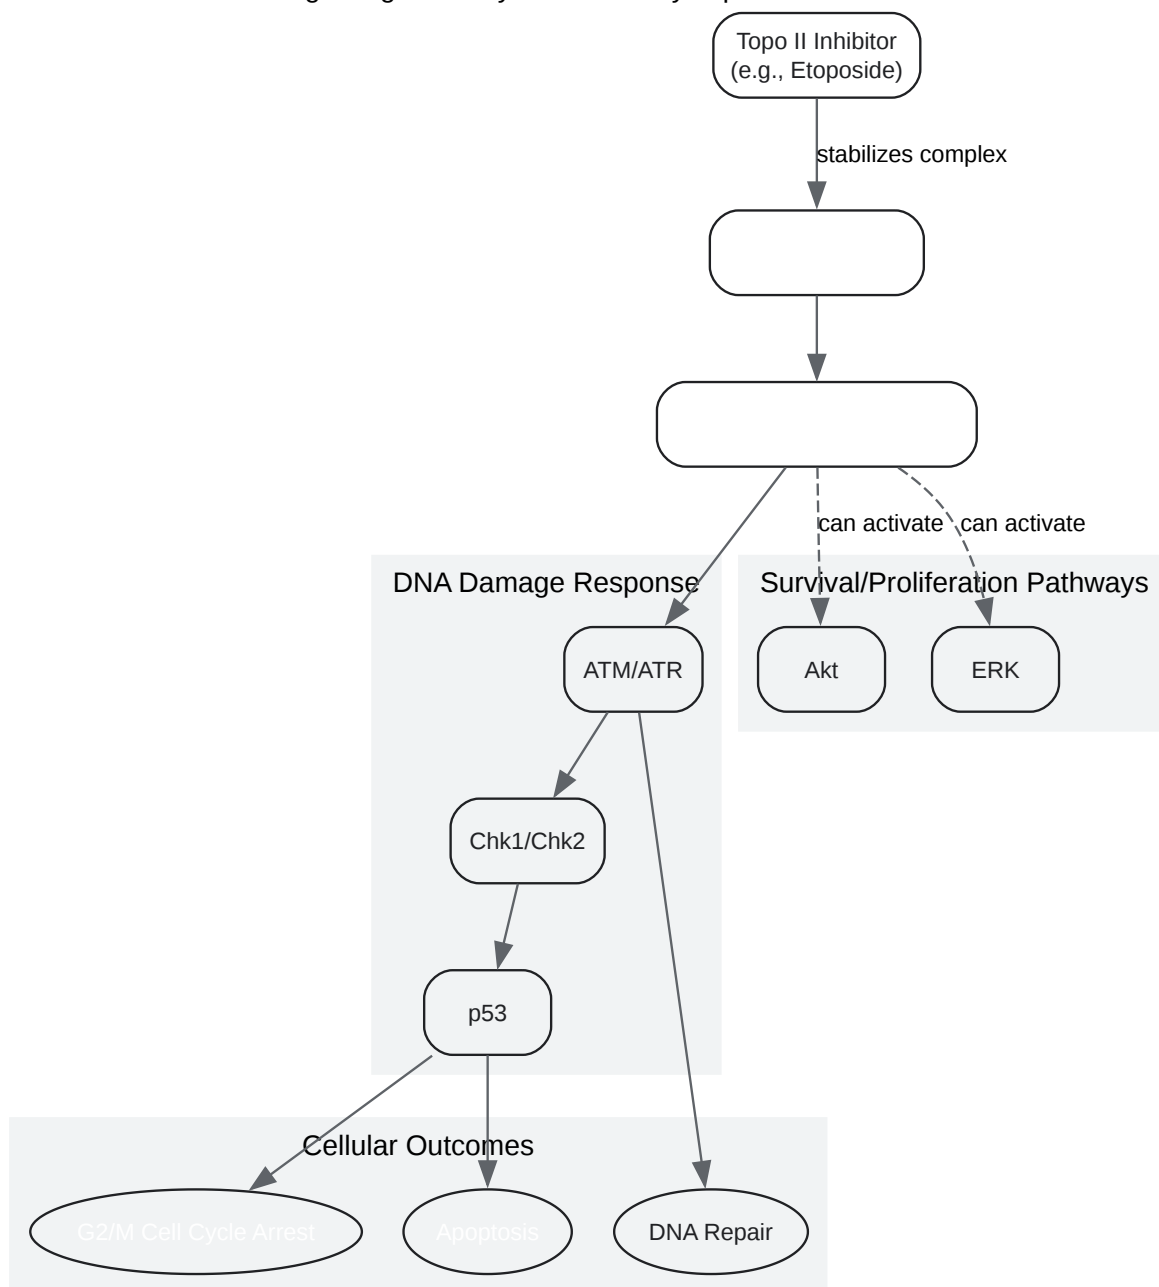 Topo II Inhibitor
(e.g., Etoposide)
stabilizes complex
can activate
can activate
DNA Damage Response
Survival/Proliferation Pathways
ATM/ATR
Akt
ERK
Chk1/Chk2
p53
Cellular Outcomes
G2/M Cell Cycle Arrest
Apoptosis
DNA Repair